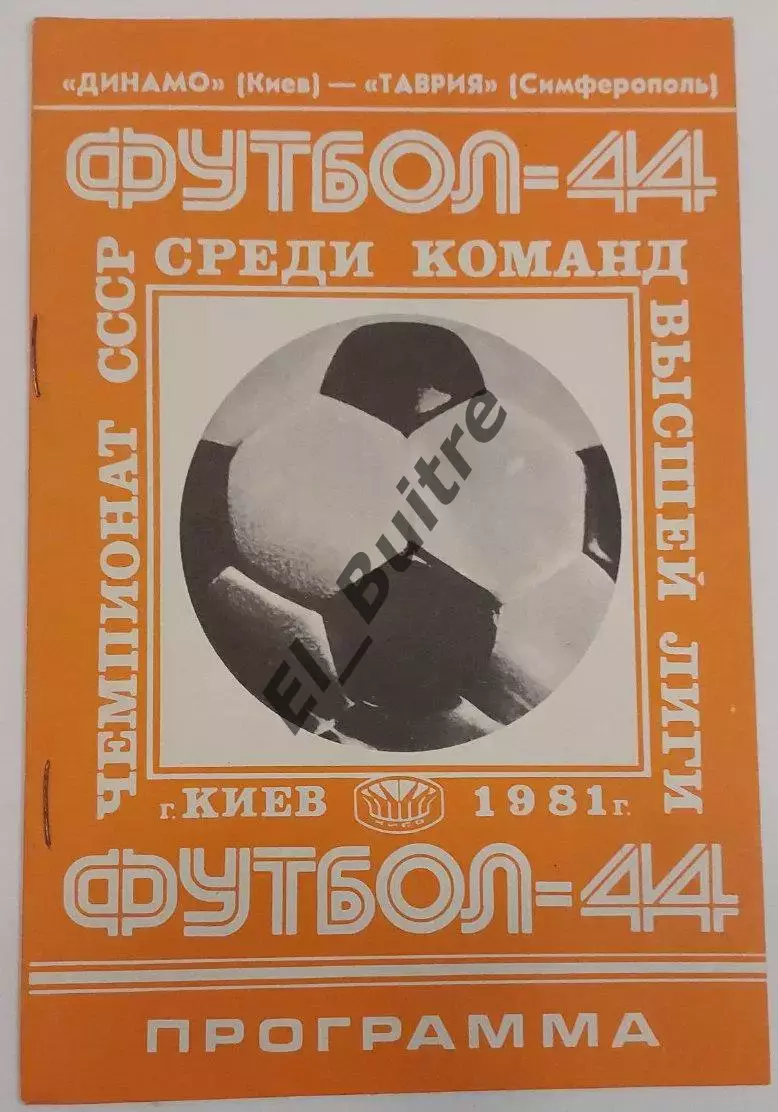 «ДИНАМО» (Киев) — «ТАВРИЯ» (Симферополь)
ФУТБОЛ-44
ЧЕМПИОНАТ СССР
СРЕДИ КОМАНД
ВЫСШЕЙ ЛИГИ
El_Buitre
г. КИЕВ 1981 г.
ФУТБОЛ-44
ПРОГРАММА